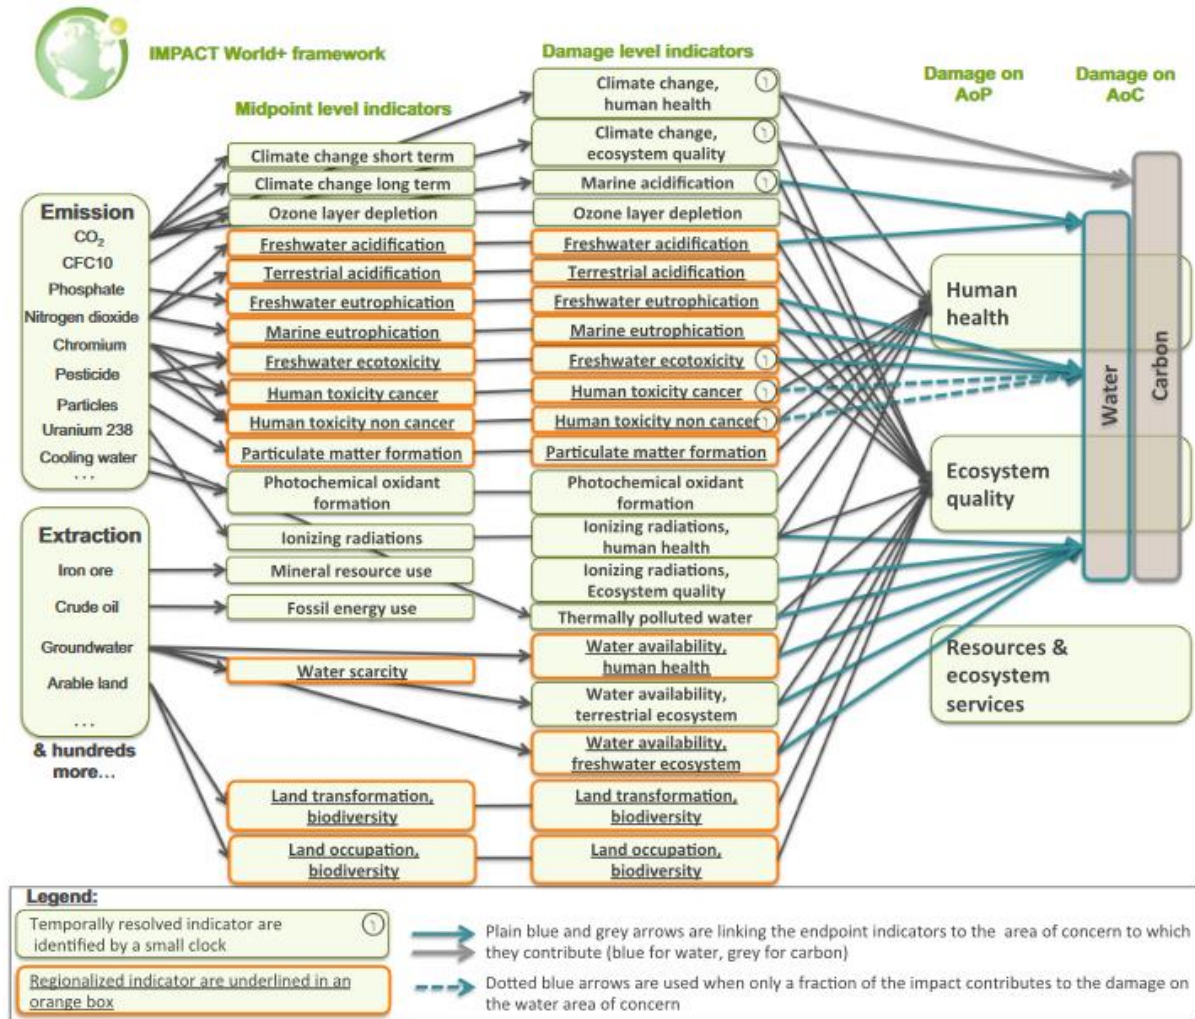 IMPACT World+ framework
Midpoint level indicators
Damage level indicators
Damage on
AoP
Damage on
AoC
Emission
CO2
CFC10
Phosphate
Nitrogen dioxide
Chromium
Pesticide
Particles
Uranium 238
Cooling water
...
Extraction
Iron ore
Crude oil
Groundwater
Arable land
...
& hundreds
more...
Climate change short term
Climate change long term
Ozone layer depletion
Freshwater acidification
Terrestrial acidification
Freshwater eutrophication
Marine eutrophication
Freshwater ecotoxicity
Human toxicity cancer
Human toxicity non cancer
Particulate matter formation
Photochemical oxidant
formation
Ionizing radiations
Mineral resource use
Fossil energy use
Water scarcity
Land transformation,
biodiversity
Land occupation,
biodiversity
Climate change,
human health
Climate change,
ecosystem quality
Marine acidification
Ozone layer depletion
Freshwater acidification
Terrestrial acidification
Freshwater eutrophication
Marine eutrophication
Freshwater ecotoxicity
Human toxicity cancer
Human toxicity non cancer
Particulate matter formation
Photochemical oxidant
formation
Ionizing radiations,
human health
Ionizing radiations,
Ecosystem quality
Thermally polluted water
Water availability,
human health
Water availability,
terrestrial ecosystem
Water availability,
freshwater ecosystem
Land transformation,
biodiversity
Land occupation,
biodiversity
Human
health
Ecosystem
quality
Resources &
ecosystem
services
Water
Carbon
Legend:
Temporally resolved indicator are
identified by a small clock
Regionalized indicator are underlined in an
orange box
Plain blue and grey arrows are linking the endpoint indicators to the area of concern to which
they contribute (blue for water, grey for carbon)
Dotted blue arrows are used when only a fraction of the impact contributes to the damage on
the water area of concern